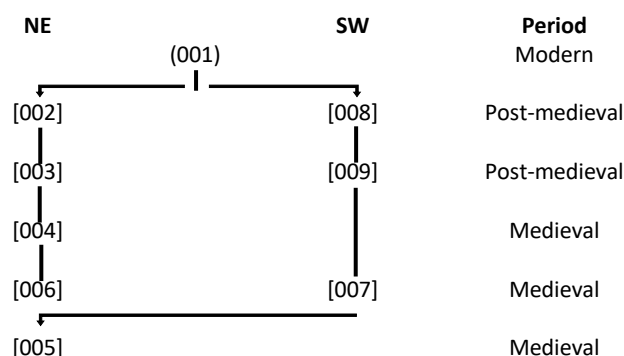 NE SW Period
(001) Modern
[002] [008] Post-medieval
[003] [009] Post-medieval
[004] Medieval
[006] [007] Medieval
[005] Medieval